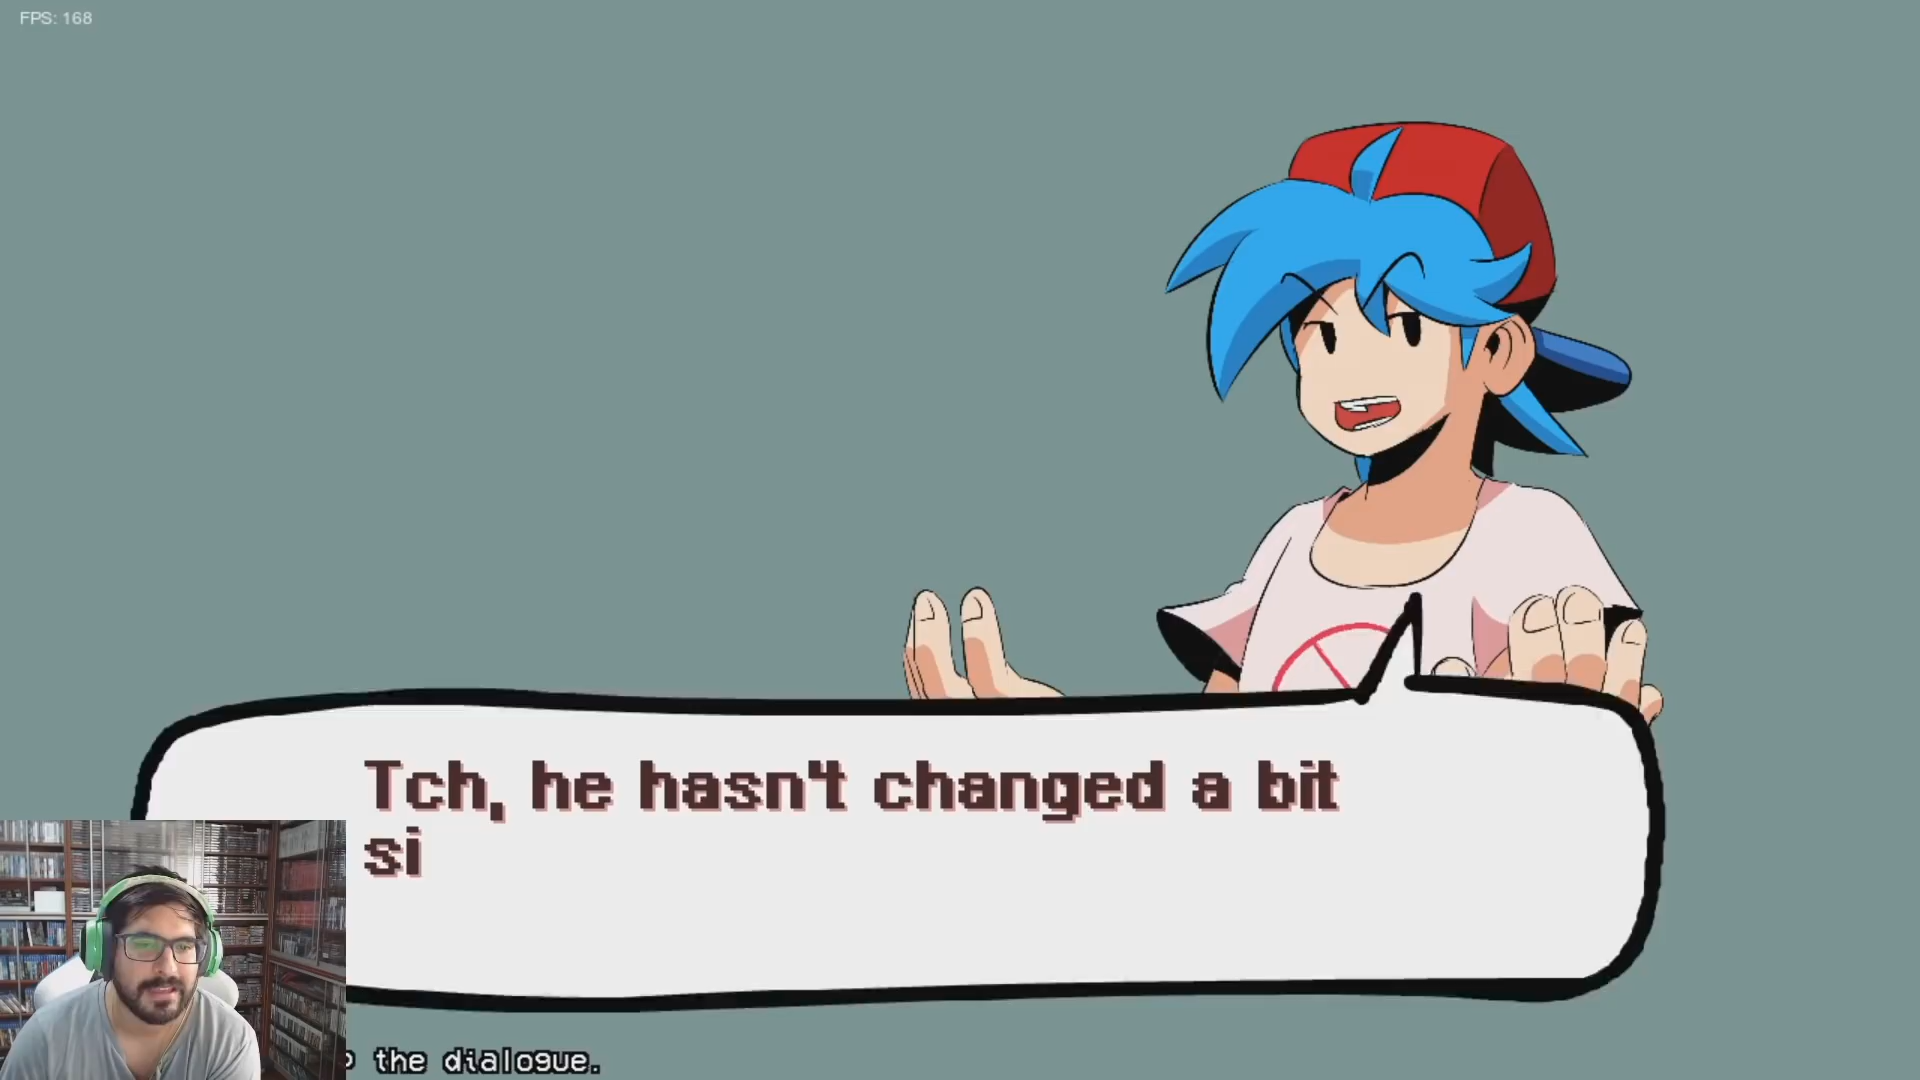 FPS: 168
Tch, he hasn't changed a bit
si
the dialogue.